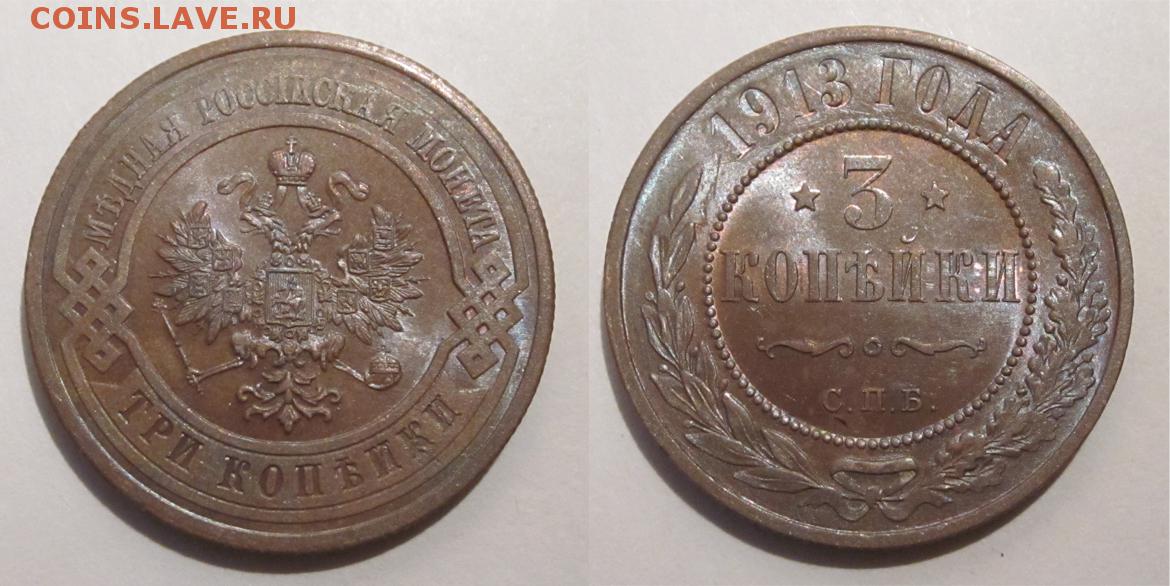 COINS.LAVE.RU
МѢДНАЯ РОССІЙСКАЯ МОНЕТА
ТРИ КОПѢЙКИ
1913 ГОДА
3
КОПѢЙКИ
С.П.Б.